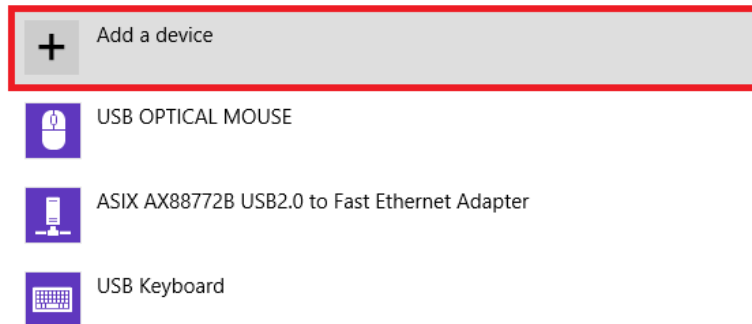 Add a device
USB OPTICAL MOUSE
ASIX AX88772B USB2.0 to Fast Ethernet Adapter
USB Keyboard